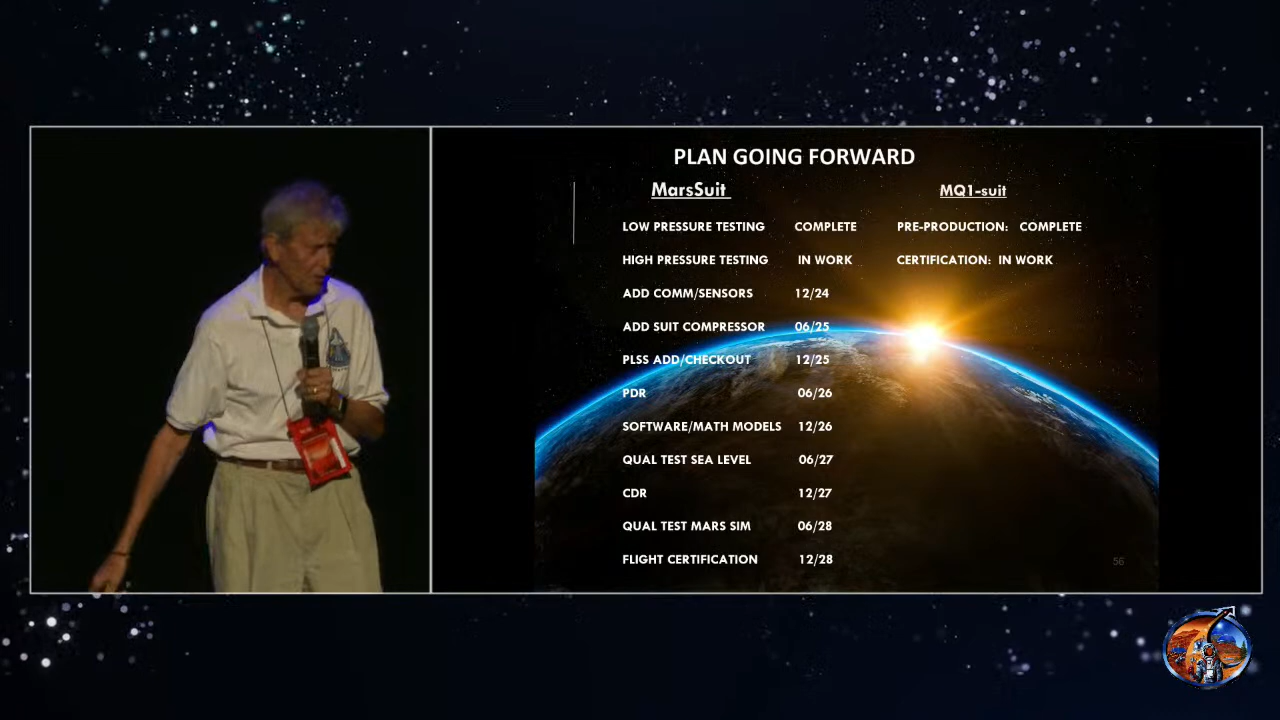 PLAN GOING FORWARD
MarsSuit MQ1-suit
LOW PRESSURE TESTING COMPLETE PRE-PRODUCTION: COMPLETE
HIGH PRESSURE TESTING IN WORK CERTIFICATION: IN WORK
ADD COMM/SENSORS 12/24
ADD SUIT COMPRESSOR 06/25
PLSS ADD/CHECKOUT 12/25
PDR 06/26
SOFTWARE/MATH MODELS 12/26
QUAL TEST SEA LEVEL 06/27
CDR 12/27
QUAL TEST MARS SIM 06/28
FLIGHT CERTIFICATION 12/28
56